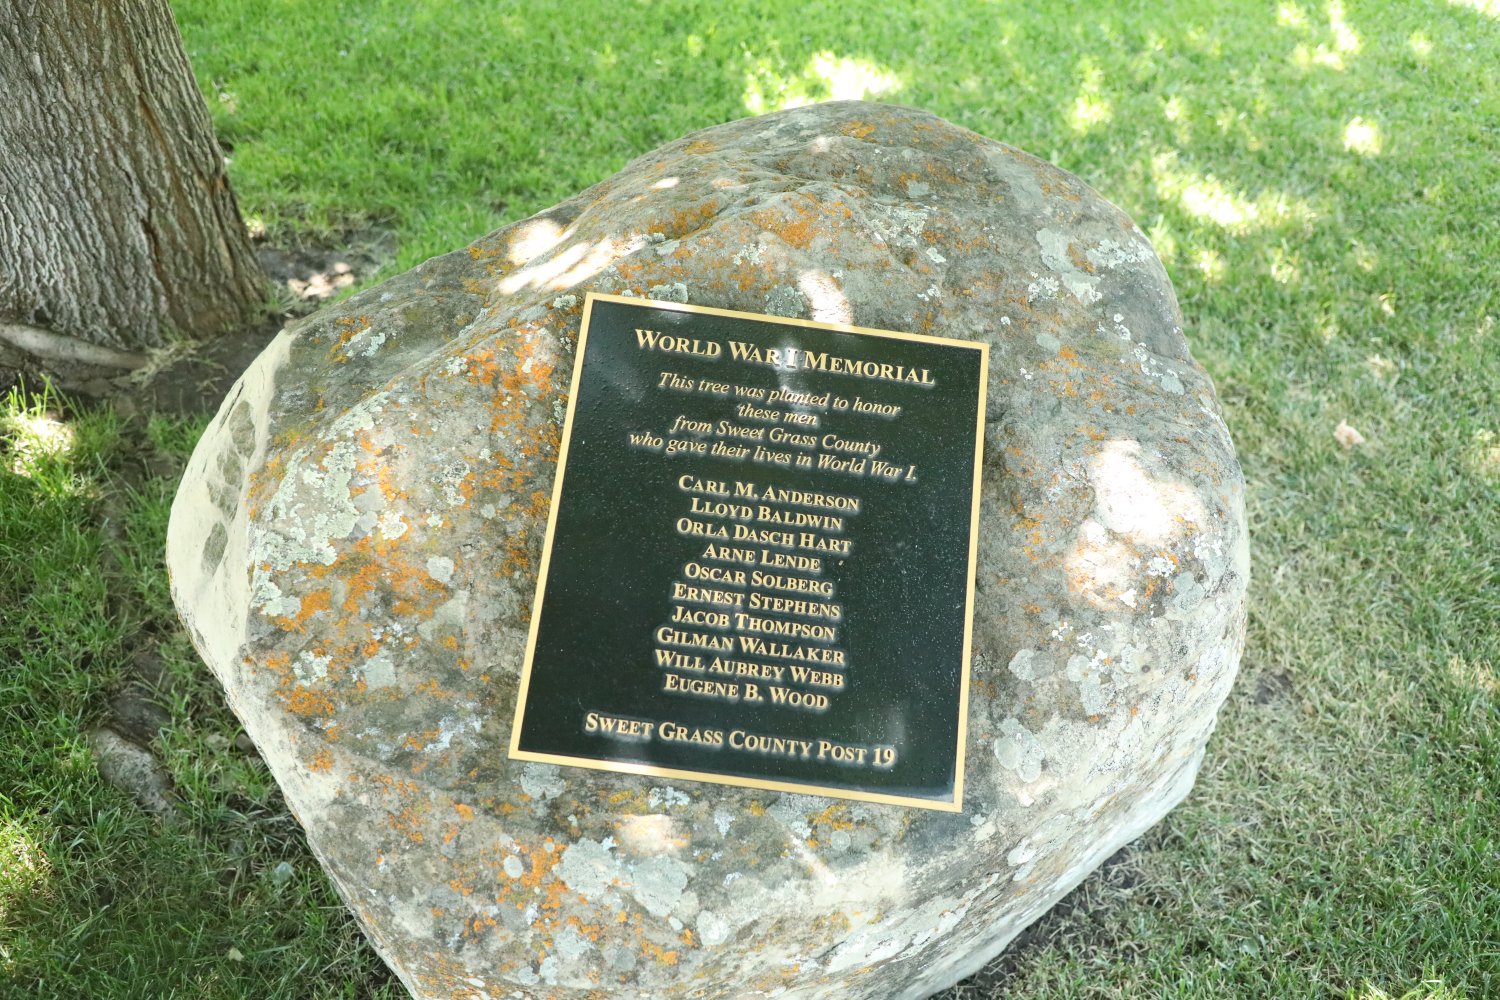 World War I Memorial
This tree was planted to honor
these men
from Sweet Grass County
who gave their lives in World War I.
Carl M. Anderson
Lloyd Baldwin
Orla Dasch Hart
Arne Lende
Oscar Solberg
Ernest Stephens
Jacob Thompson
Gilman Wallaker
Will Aubrey Webb
Eugene B. Wood
Sweet Grass County Post 19